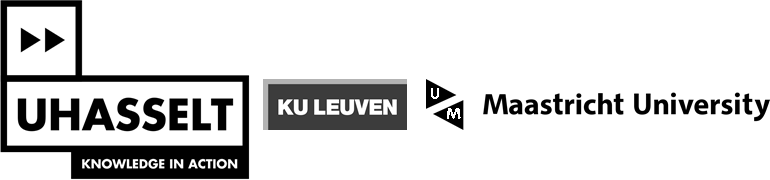 UHASSELT
KNOWLEDGE IN ACTION
KU LEUVEN
U
M
Maastricht University